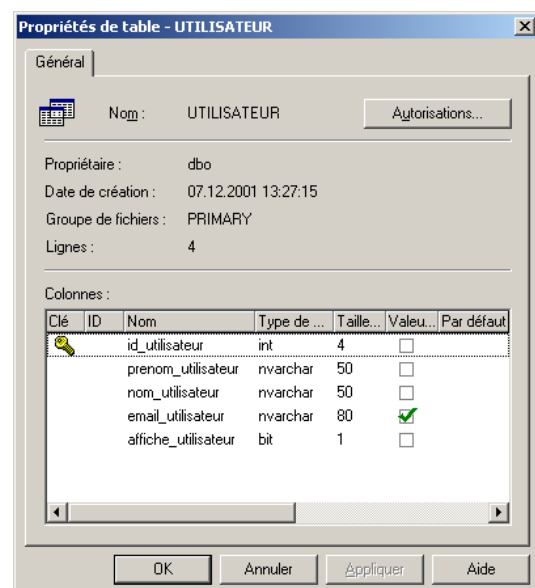 Propriétés de table - UTILISATEUR
Général
Nom : UTILISATEUR Autorisations...
Propriétaire : dbo
Date de création : 07.12.2001 13:27:15
Groupe de fichiers : PRIMARY
Lignes : 4
Colonnes :
Clé ID Nom Type de ... Taille... Valeu... Par défaut
id_utilisateur int 4
prenom_utilisateur nvarchar 50
nom_utilisateur nvarchar 50
email_utilisateur nvarchar 80
affiche_utilisateur bit 1
OK Annuler Appliquer Aide